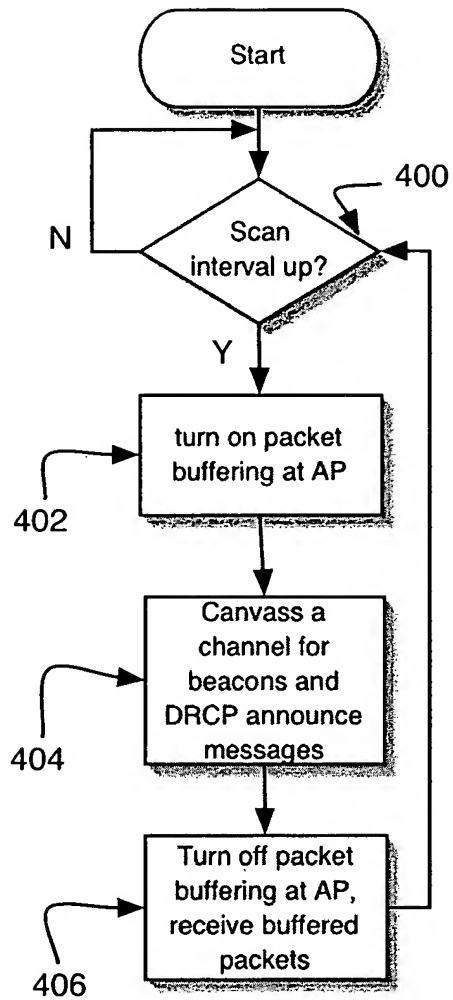 Start
400
Scan
interval up?
N
Y
turn on packet
buffering at AP
402
Canvass a
channel for
beacons and
DRCP announce
messages
404
Turn off packet
buffering at AP,
receive buffered
packets
406